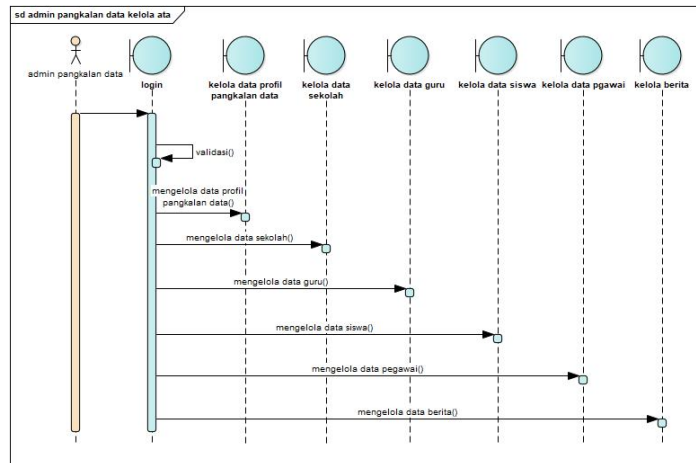 sd admin pangkalan data kelola ata
admin pangkalan data
login
kelola data profil
pangkalan data
kelola data
sekolah
kelola data guru
kelola data siswa
kelola data pgawai
kelola berita
validasi()
mengelola data profil
pangkalan data()
mengelola data sekolah()
mengelola data guru()
mengelola data siswa()
mengelola data pegawai()
mengelola data berita()